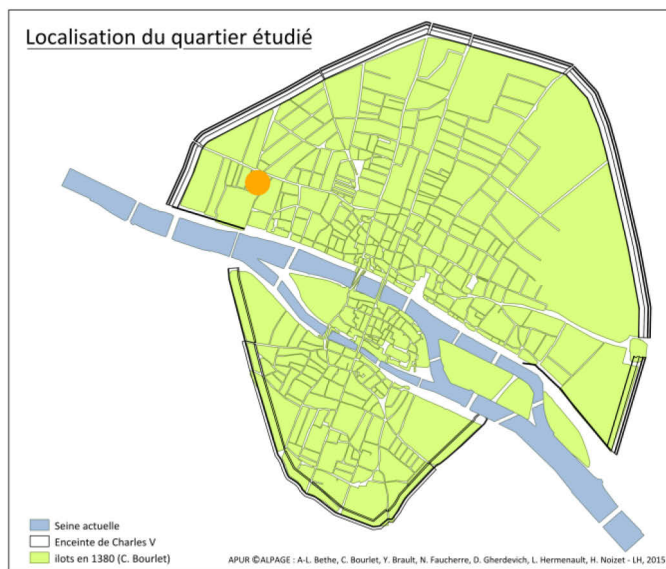 Localisation du quartier étudié
Seine actuelle
Enceinte de Charles V
ilots en 1380 (C. Bourlet)
APUR ©ALPAGE : A-L. Bethe, C. Bourlet, Y. Brault, N. Faucherre, D. Gherdevich, L. Hermenault, H. Noizet - LH, 2015